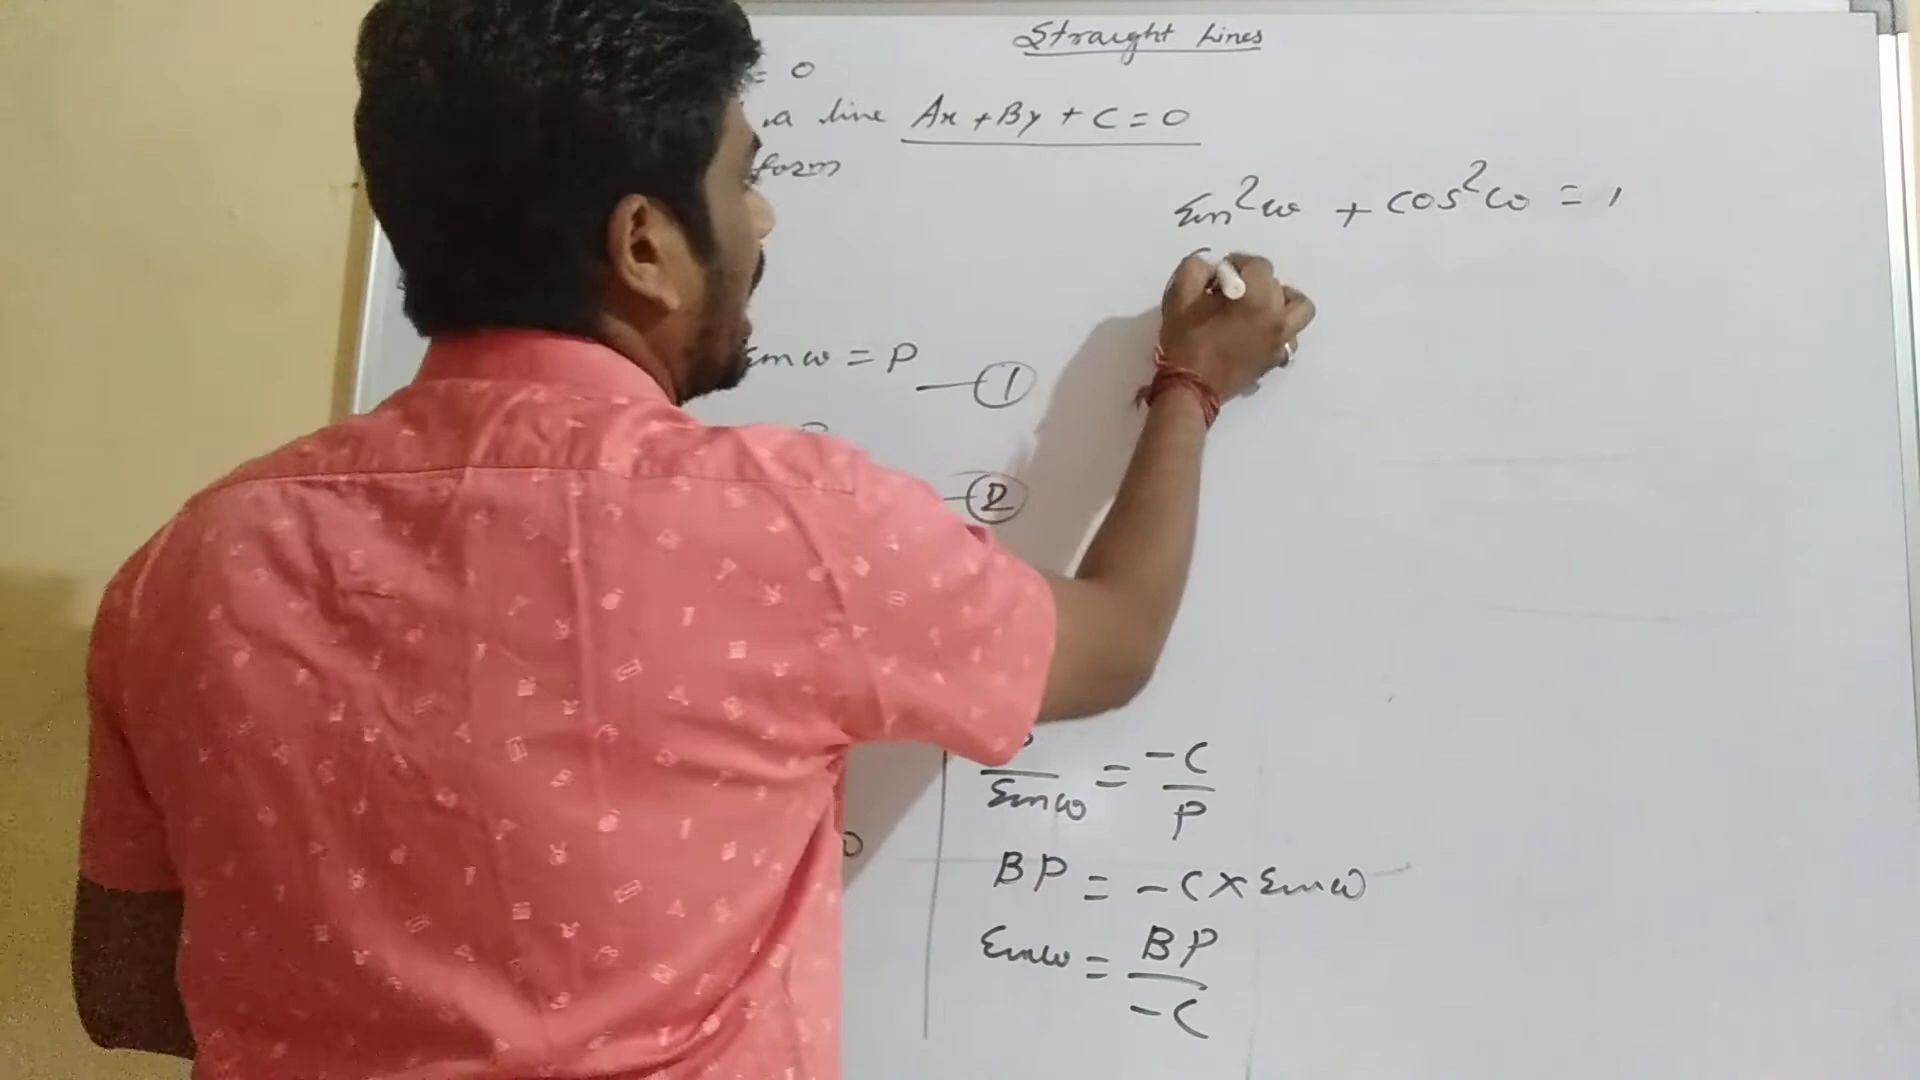 Straight Lines
= 0
a line Ax + By + C = 0
form
Sin²ω + cos²ω = 1
Sinω = P —①
—②
/Sinω = -C/P
BP = -C × Sinω
Sinω = BP/-C